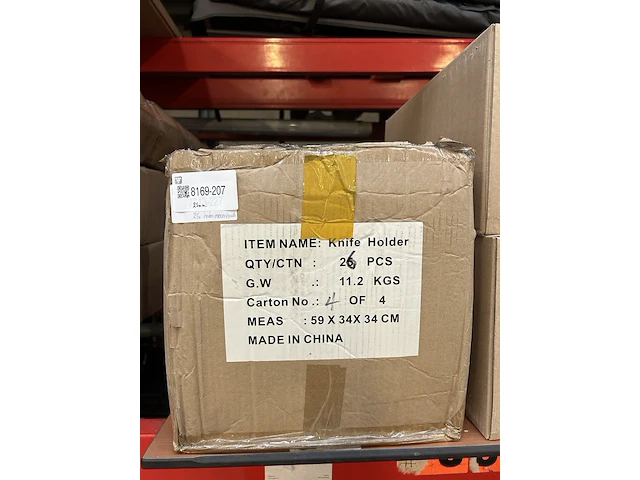 8169-207
ITEM NAME: Knife Holder
QTY/CTN : 26 PCS
G.W .: 11.2 KGS
Carton No.: 4 OF 4
MEAS : 59 X 34X 34 CM
MADE IN CHINA